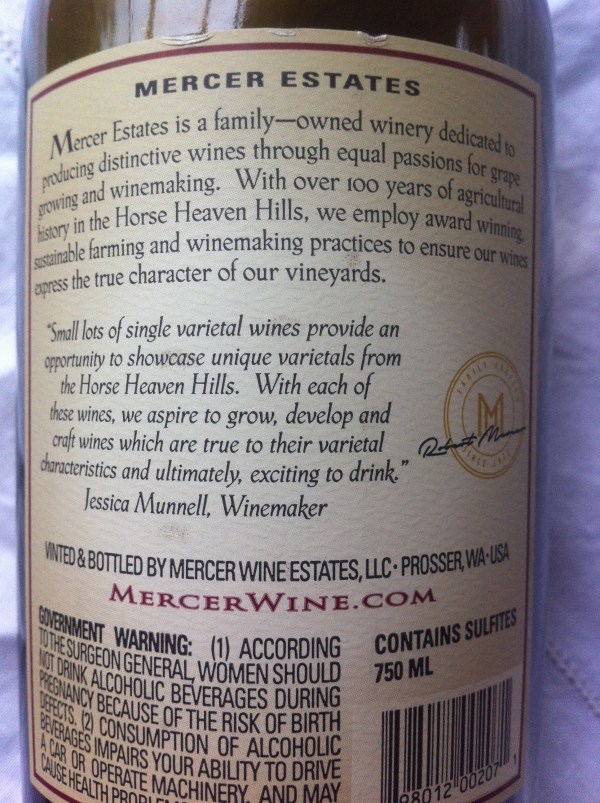 MERCER ESTATES
Mercer Estates is a family—owned winery dedicated to
producing distinctive wines through equal passions for grape
growing and winemaking. With over 100 years of agricultural
history in the Horse Heaven Hills, we employ award winning,
sustainable farming and winemaking practices to ensure our wines
express the true character of our vineyards.
"Small lots of single varietal wines provide an
opportunity to showcase unique varietals from
the Horse Heaven Hills. With each of
these wines, we aspire to grow, develop and
craft wines which are true to their varietal
characteristics and ultimately, exciting to drink."
Jessica Munnell, Winemaker
M
VINTED & BOTTLED BY MERCER WINE ESTATES, LLC · PROSSER, WA · USA
MERCERWINE.COM
GOVERNMENT WARNING: (1) ACCORDING
TO THE SURGEON GENERAL, WOMEN SHOULD
NOT DRINK ALCOHOLIC BEVERAGES DURING
PREGNANCY BECAUSE OF THE RISK OF BIRTH
DEFECTS. (2) CONSUMPTION OF ALCOHOLIC
BEVERAGES IMPAIRS YOUR ABILITY TO DRIVE
A CAR OR OPERATE MACHINERY, AND MAY
CAUSE HEALTH PROBLEMS
CONTAINS SULFITES
750 ML
98012 00207 1